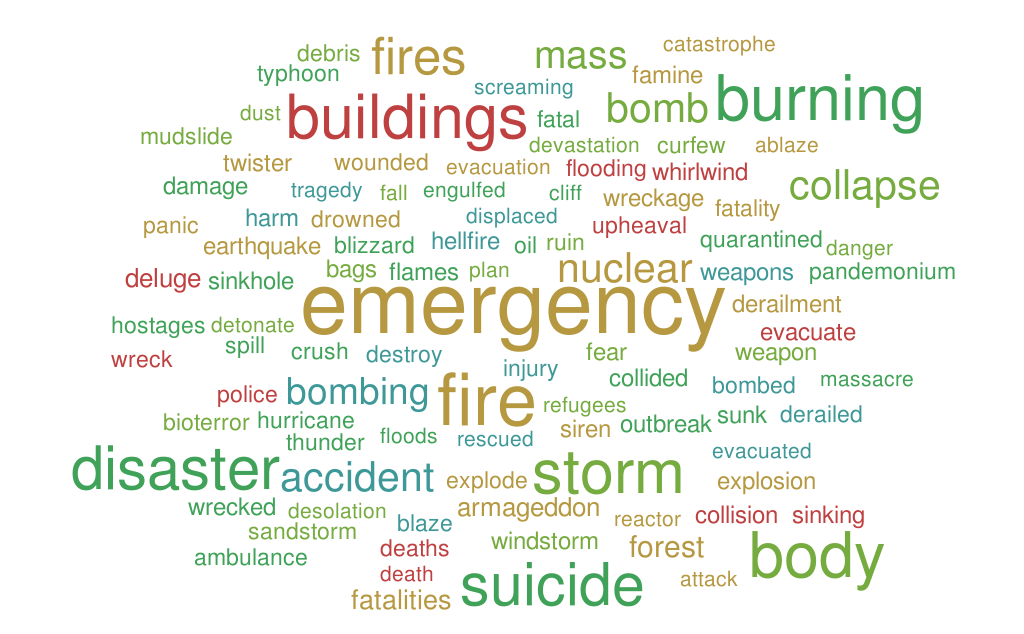 catastrophe
debris fires mass
typhoon screaming famine
dust buildings fatal bomb burning
mudslide devastation curfew ablaze
twister wounded evacuation flooding whirlwind
damage tragedy fall engulfed cliff wreckage collapse
panic harm drowned displaced upheaval fatality
earthquake blizzard hellfire oil ruin quarantined danger
deluge sinkhole bags flames plan nuclear weapons pandemonium
emergency derailment
hostages detonate evacuate
wreck spill crush destroy injury fear weapon
police bombing fire collided bombed massacre
bioterror hurricane refugees outbreak sunk derailed
thunder floods rescued siren evacuated
disaster accident explode storm explosion
wrecked desolation armageddon reactor collision sinking
sandstorm blaze
ambulance deaths windstorm forest body
death suicide attack
fatalities